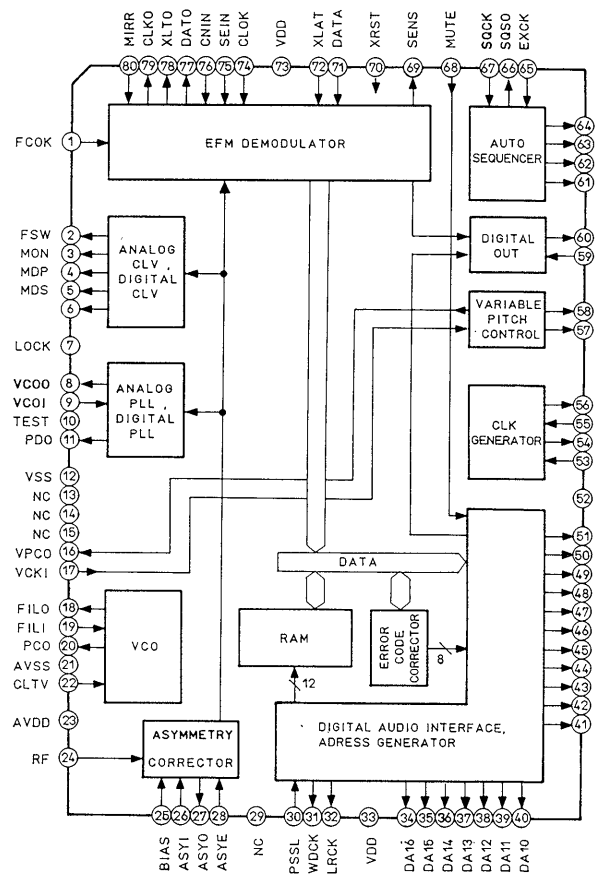 MIRR
CLKO
XLTO
DATO
CNIN
SEIN
CLOK
VDD
XLAT
DATA
XRST
SENS
MUTE
SQCK
SQSO
EXCK
80
79
78
77
76
75
74
73
72
71
70
69
68
67
66
65
FCOK
1
EFM DEMODULATOR
AUTO
SEQUENCER
64
63
62
61
FSW
2
MON
3
MDP
4
MDS
5
6
ANALOG
CLV ,
DIGITAL
CLV
DIGITAL
OUT
60
59
VARIABLE
PITCH
CONTROL
58
57
LOCK
7
VCOO
8
VCOI
9
TEST
10
PDO
11
ANALOG
PLL ,
DIGITAL
PLL
CLK
GENERATOR
56
55
54
53
VSS
12
NC
13
NC
14
NC
15
VPCO
16
VCKI
17
52
51
50
49
48
47
46
45
44
43
42
41
DATA
RAM
ERROR
CODE
CORRECTOR
8
12
FILO
18
FILI
19
PCO
20
AVSS
21
CLTV
22
VCO
AVDD
23
RF
24
ASYMMETRY
CORRECTOR
DIGITAL AUDIO INTERFACE,
ADRESS GENERATOR
25
26
27
28
29
30
31
32
33
34
35
36
37
38
39
40
BIAS
ASYI
ASYO
ASYE
NC
PSSL
WDCK
LRCK
VDD
DA16
DA15
DA14
DA13
DA12
DA11
DA10